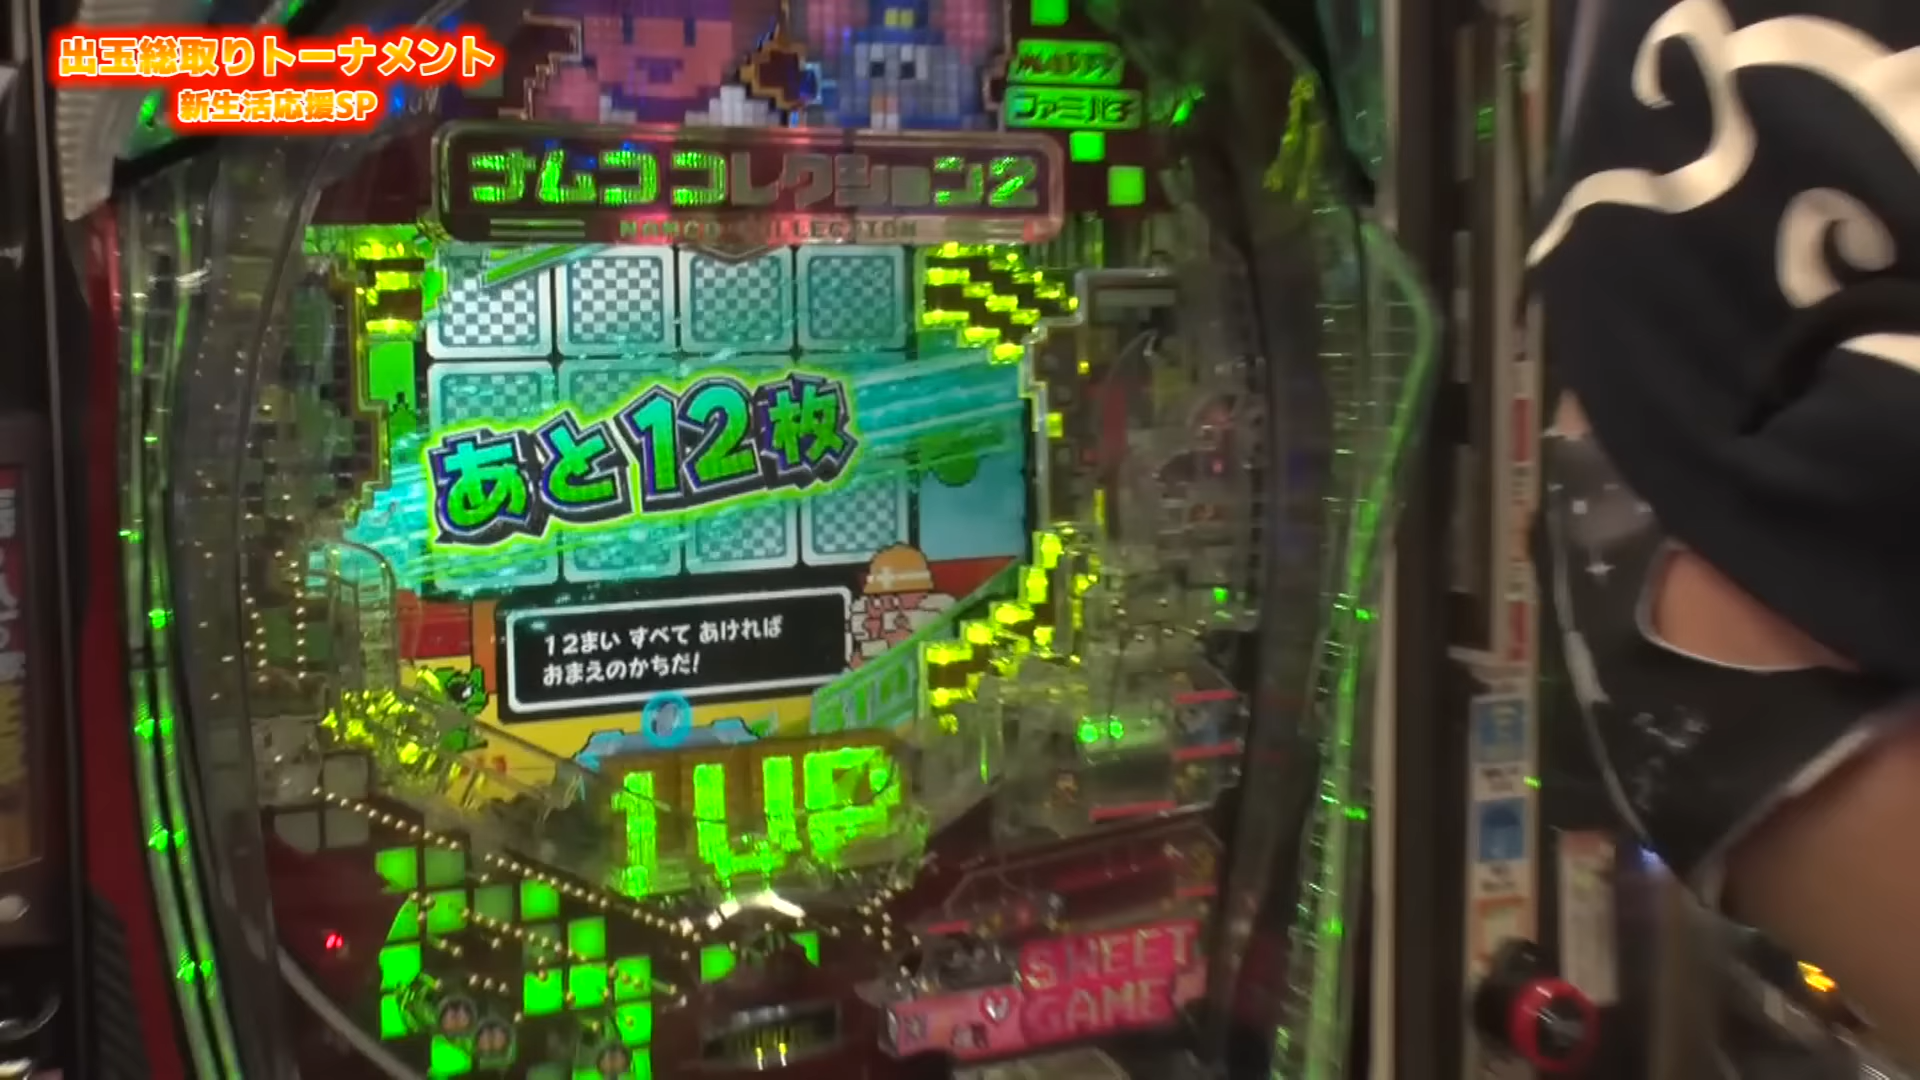 出玉総取りトーナメント
新生活応援SP
ファミパチ
ナムココレクション2
NAMCO COLLECTION
あと12枚
12まい すべて あければ
おまえのかちだ!
1UP
SWEET
GAME